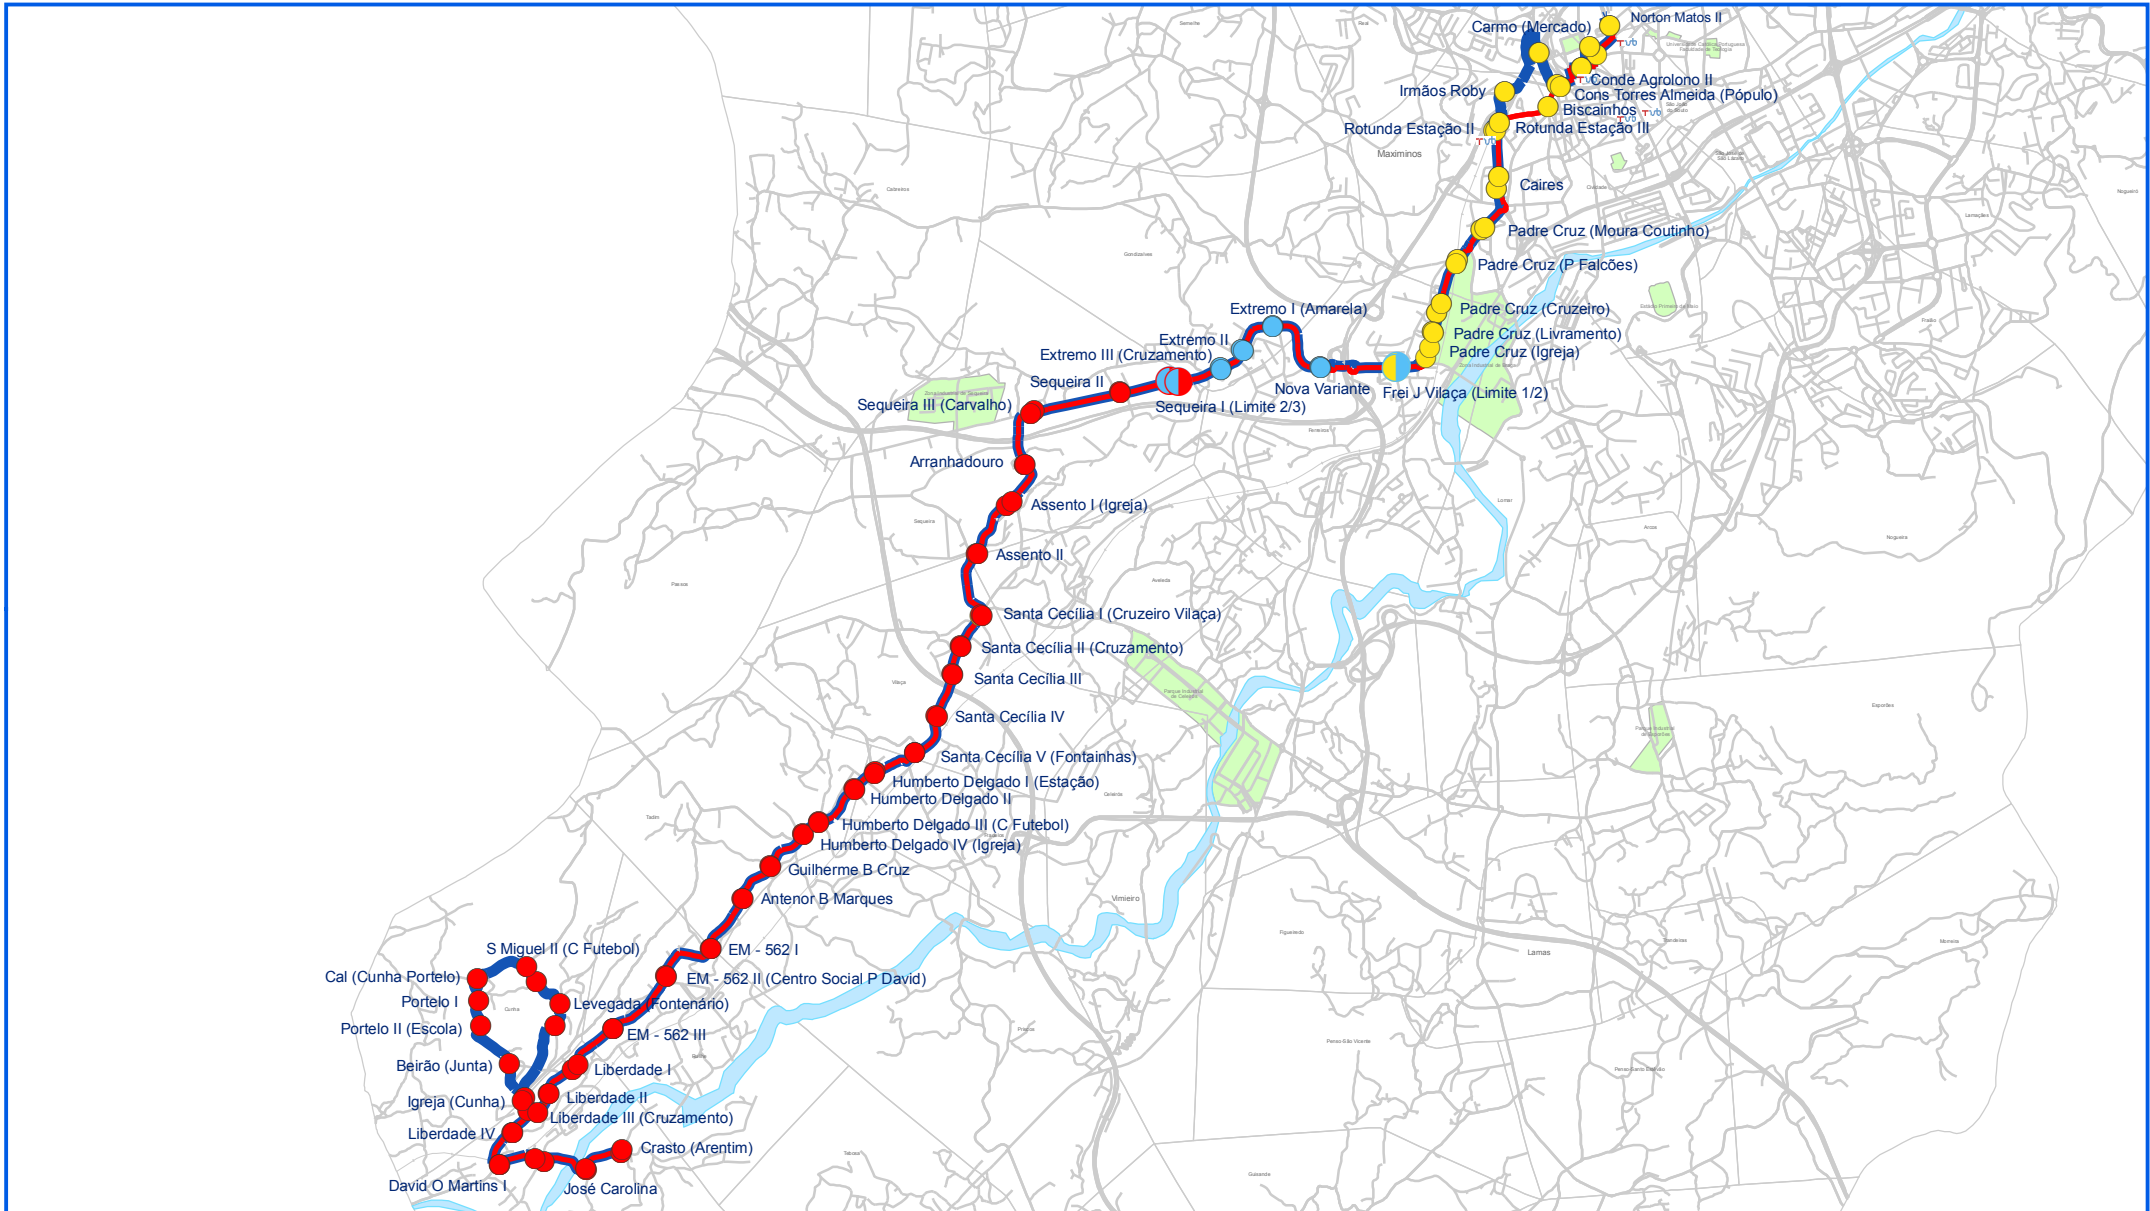 Norton Matos II
Carmo (Mercado)
Conde Agrolono II
Irmãos Roby
Cons Torres Almeida (Pópulo)
Biscainhos
Rotunda Estação II
Rotunda Estação III
Maximinos
Caires
Padre Cruz (Moura Coutinho)
Padre Cruz (P Falcões)
Extremo I (Amarela)
Padre Cruz (Cruzeiro)
Extremo II
Padre Cruz (Livramento)
Extremo III (Cruzamento)
Padre Cruz (Igreja)
Sequeira II
Nova Variante
Frei J Vilaça (Limite 1/2)
Sequeira III (Carvalho)
Sequeira I (Limite 2/3)
Arranhadouro
Assento I (Igreja)
Sequeira
Assento II
Santa Cecília I (Cruzeiro Vilaça)
Santa Cecília II (Cruzamento)
Santa Cecília III
Vilaça
Santa Cecília IV
Santa Cecília V (Fontainhas)
Humberto Delgado I (Estação)
Humberto Delgado II
Tadim
Humberto Delgado III (C Futebol)
Humberto Delgado IV (Igreja)
Guilherme B Cruz
Antenor B Marques
Vimieiro
S Miguel II (C Futebol)
EM - 562 I
Lamas
Cal (Cunha Portelo)
EM - 562 II (Centro Social P David)
Portelo I
Levegada (Fontenário)
Cunha
Portelo II (Escola)
EM - 562 III
Beirão (Junta)
Liberdade I
Igreja (Cunha)
Liberdade II
Liberdade III (Cruzamento)
Liberdade IV
Crasto (Arentim)
David O Martins I
José Carolina